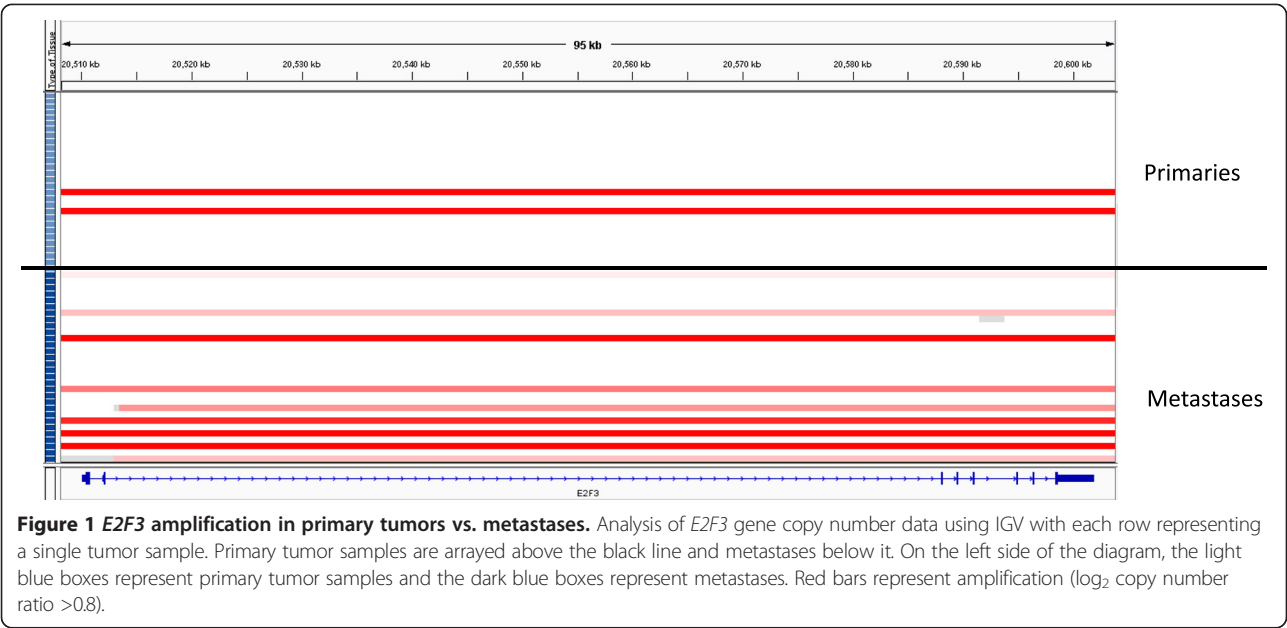 Type of Tissue
95 kb
20,510 kb 20,520 kb 20,530 kb 20,540 kb 20,550 kb 20,560 kb 20,570 kb 20,580 kb 20,590 kb 20,600 kb
Primaries
Metastases
E2F3
Figure 1 E2F3 amplification in primary tumors vs. metastases. Analysis of E2F3 gene copy number data using IGV with each row representing
a single tumor sample. Primary tumor samples are arrayed above the black line and metastases below it. On the left side of the diagram, the light
blue boxes represent primary tumor samples and the dark blue boxes represent metastases. Red bars represent amplification (log₂ copy number
ratio >0.8).